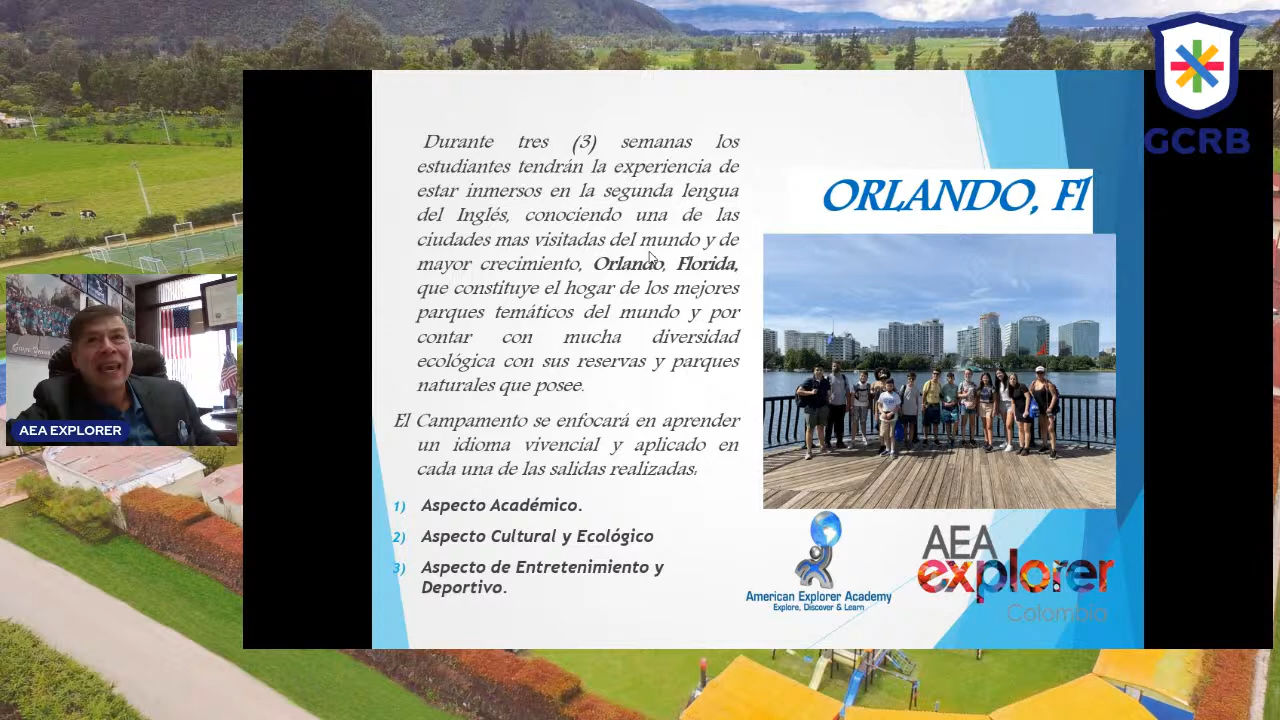 GCRB
Durante tres (3) semanas los
estudiantes tendrán la experiencia de
estar inmersos en la segunda lengua
del Inglés, conociendo una de las
ciudades mas visitadas del mundo y de
mayor crecimiento, Orlando, Florida,
que constituye el hogar de los mejores
parques temáticos del mundo y por
contar con mucha diversidad
ecológica con sus reservas y parques
naturales que posee.
El Campamento se enfocará en aprender
un idioma vivencial y aplicado en
cada una de las salidas realizadas:
1) Aspecto Académico.
2) Aspecto Cultural y Ecológico
3) Aspecto de Entretenimiento y
Deportivo.
ORLANDO, Fl
American Explorer Academy
Explore, Discover & Learn
AEA
explorer
Colombia
AEA EXPLORER